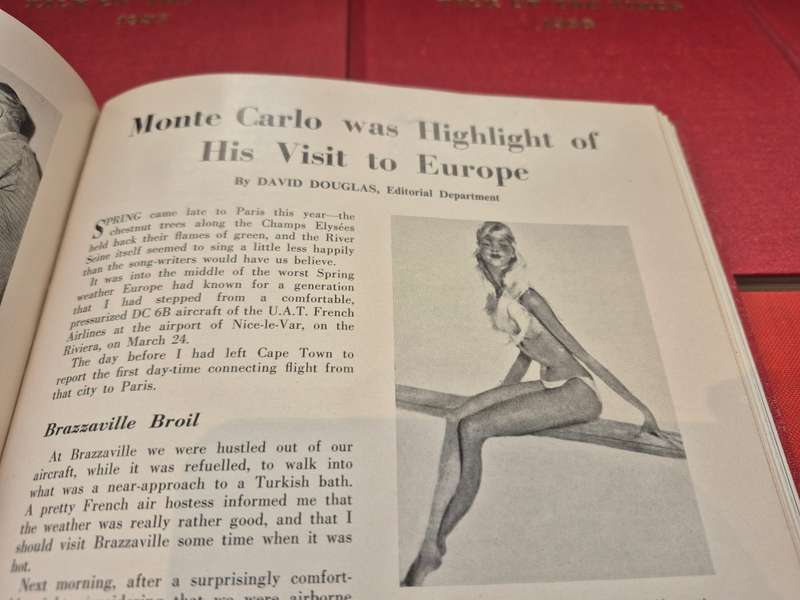 Monte Carlo was Highlight of
His Visit to Europe
By DAVID DOUGLAS, Editorial Department
SPRING came late to Paris this year—the
chestnut trees along the Champs Elysées
held back their flames of green, and the River
Seine itself seemed to sing a little less happily
than the song-writers would have us believe.
It was into the middle of the worst Spring
weather Europe had known for a generation
that I had stepped from a comfortable,
pressurized DC 6B aircraft of the U.A.T. French
Airlines at the airport of Nice-le-Var, on the
Riviera, on March 24.
The day before I had left Cape Town to
report the first day-time connecting flight from
that city to Paris.
Brazzaville Broil
At Brazzaville we were hustled out of our
aircraft, while it was refuelled, to walk into
what was a near-approach to a Turkish bath.
A pretty French air hostess informed me that
the weather was really rather good, and that I
should visit Brazzaville some time when it was
hot.
Next morning, after a surprisingly comfort-
considering that we were airborne